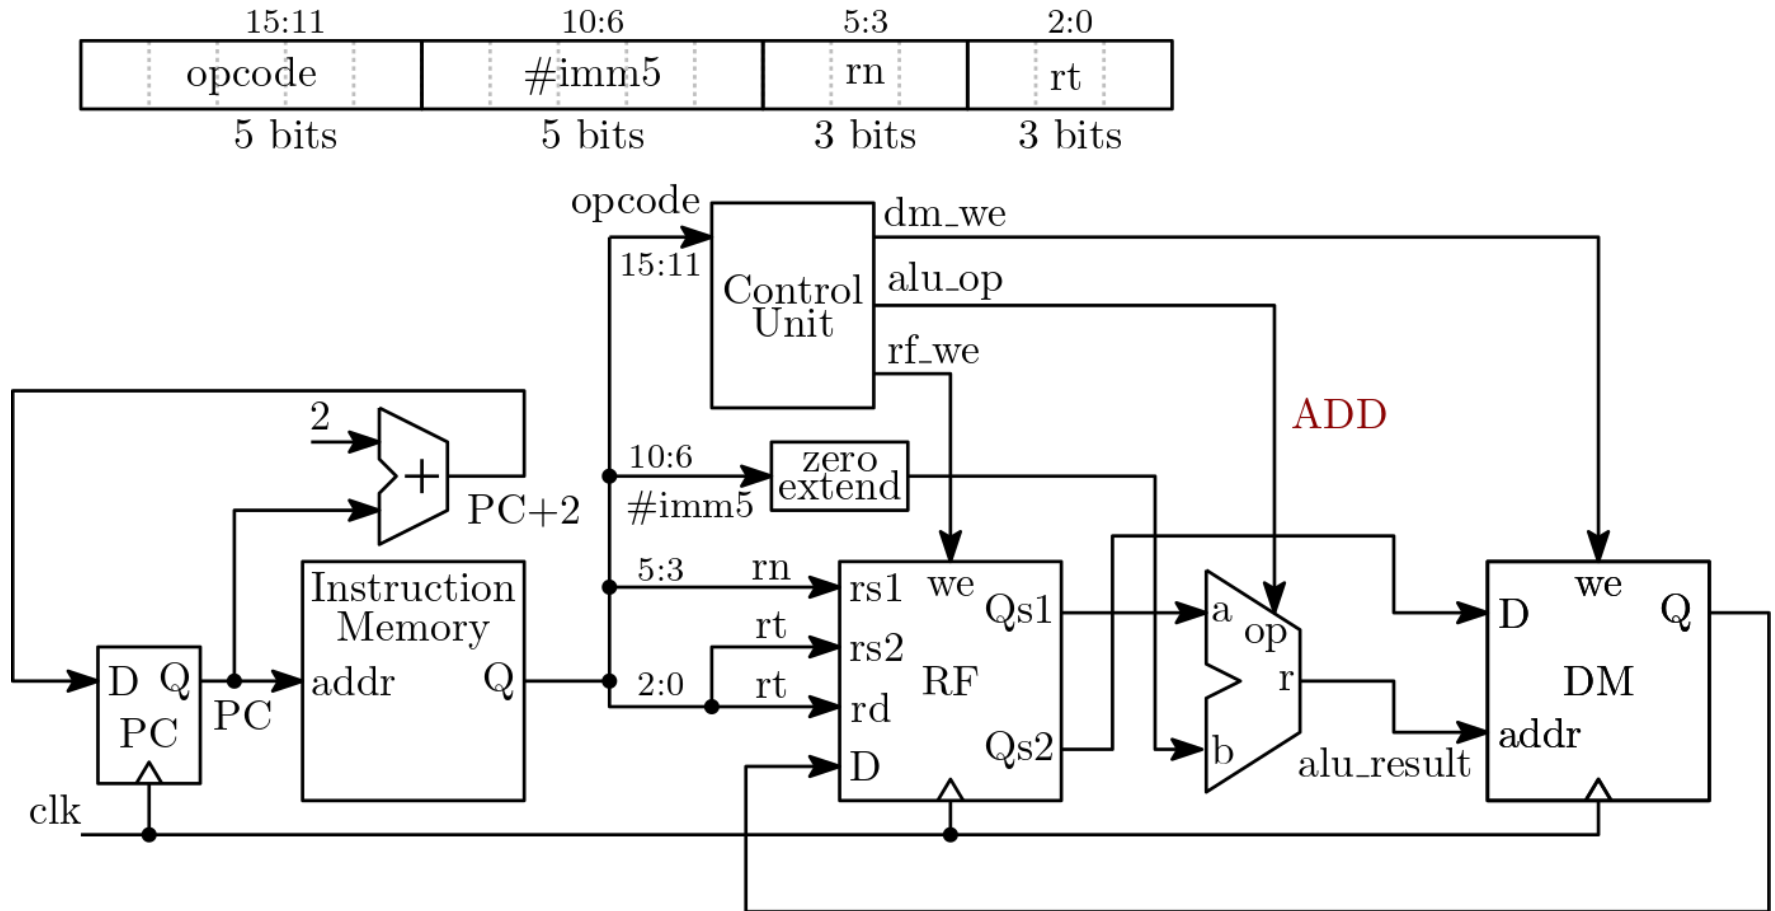 15:11 10:6 5:3 2:0
opcode #imm5 rn rt
5 bits 5 bits 3 bits 3 bits
opcode
15:11
Control
Unit
dm_we
alu_op
rf_we
ADD
2
+
PC+2
10:6
#imm5
zero
extend
5:3 rn
rt
2:0 rt
Instruction
Memory
addr Q
D Q
PC
PC
clk
rs1 we Qs1
rs2
RF
rd
D Qs2
a
op
r
b
alu_result
we
D Q
DM
addr